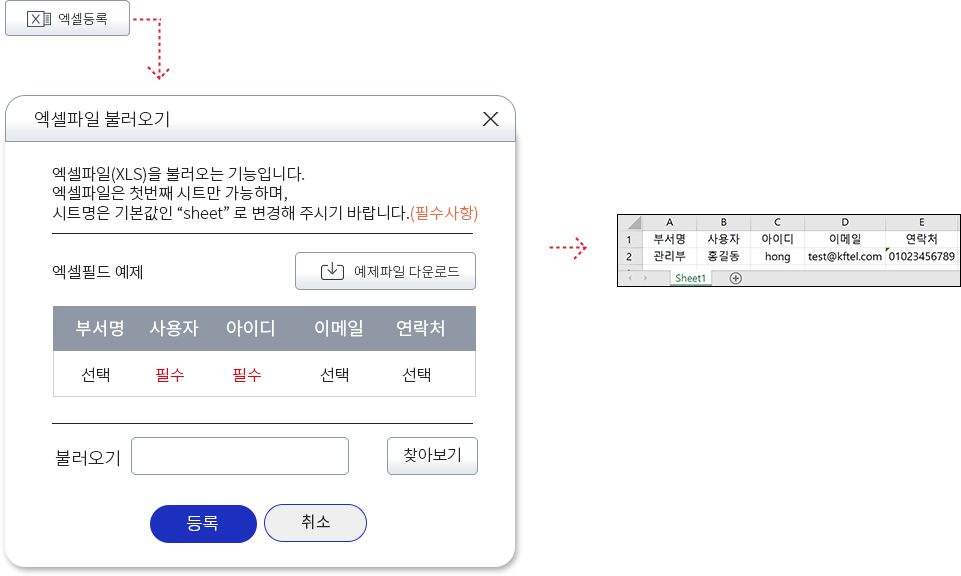 엑셀등록
엑셀파일 불러오기
엑셀파일(XLS)을 불러오는 기능입니다.
엑셀파일은 첫번째 시트만 가능하며,
시트명은 기본값인 “sheet” 로 변경해 주시기 바랍니다.(필수사항)
엑셀필드 예제 예제파일 다운로드
부서명 사용자 아이디 이메일 연락처
선택 필수 필수 선택 선택
불러오기 찾아보기
등록 취소
A B C D E
1 부서명 사용자 아이디 이메일 연락처
2 관리부 홍길동 hong test@kftel.com 01023456789
Sheet1